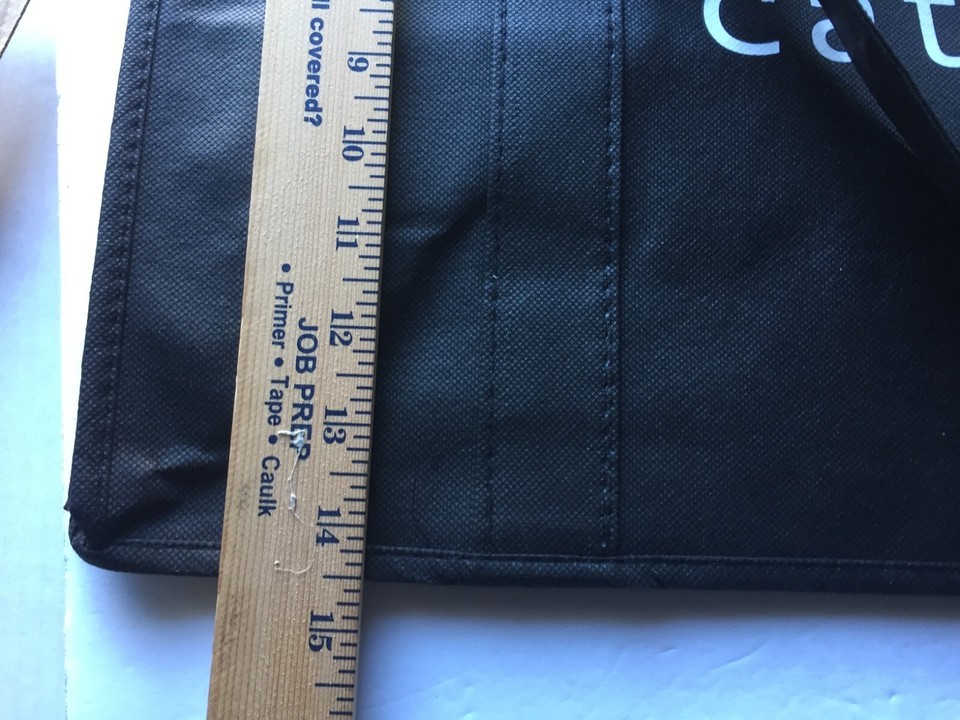 ll covered?
9
10
11
12
13
14
15
JOB PREP
• Primer • Tape • Caulk
cat